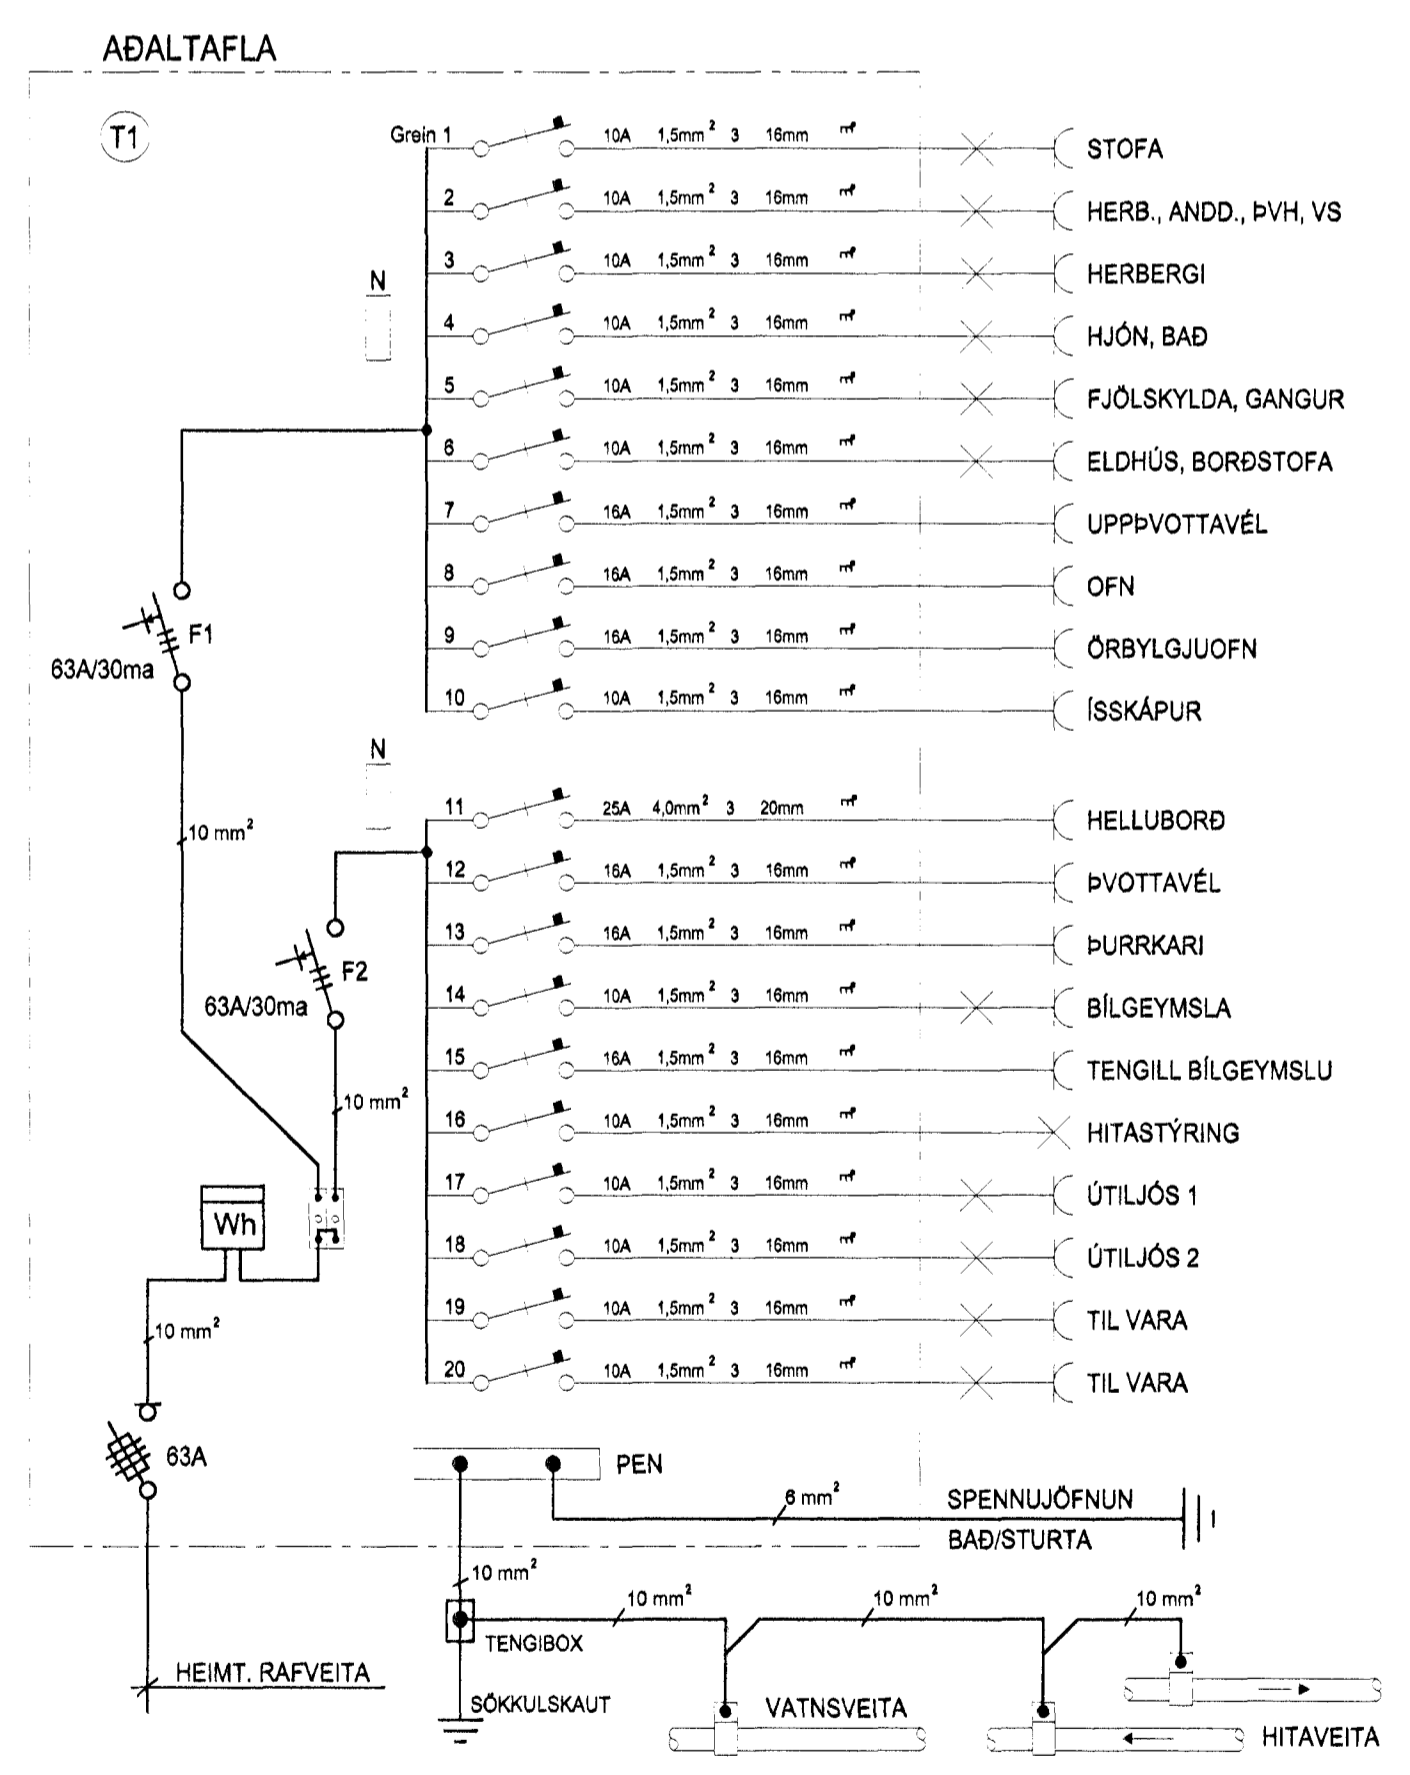 AÐALTAFLA
T1
Grein 1 10A 1,5mm² 3 16mm STOFA
2 10A 1,5mm² 3 16mm HERB., ANDD., ÞVH, VS
3 10A 1,5mm² 3 16mm HERBERGI
N
4 10A 1,5mm² 3 16mm HJÓN, BAÐ
5 10A 1,5mm² 3 16mm FJÖLSKYLDA, GANGUR
6 10A 1,5mm² 3 16mm ELDHÚS, BORÐSTOFA
7 16A 1,5mm² 3 16mm UPPÞVOTTAVÉL
8 16A 1,5mm² 3 16mm OFN
9 16A 1,5mm² 3 16mm ÖRBYLGJUOFN
10 10A 1,5mm² 3 16mm ÍSSKÁPUR
F1
63A/30ma
N
11 25A 4,0mm² 3 20mm HELLUBORÐ
10 mm²
12 16A 1,5mm² 3 16mm ÞVOTTAVÉL
13 16A 1,5mm² 3 16mm ÞURRKARI
F2
63A/30ma
14 10A 1,5mm² 3 16mm BÍLGEYMSLA
15 16A 1,5mm² 3 16mm TENGILL BÍLGEYMSLU
10 mm²
16 10A 1,5mm² 3 16mm HITASTÝRING
17 10A 1,5mm² 3 16mm ÚTILJÓS 1
Wh
18 10A 1,5mm² 3 16mm ÚTILJÓS 2
19 10A 1,5mm² 3 16mm TIL VARA
10 mm²
20 10A 1,5mm² 3 16mm TIL VARA
63A
PEN
6 mm²
SPENNUJÖFNUN
BAÐ/STURTA
10 mm²
10 mm² 10 mm² 10 mm²
TENGIBOX
HEIMT. RAFVEITA
SÖKKULSKAUT
VATNSVEITA
HITAVEITA